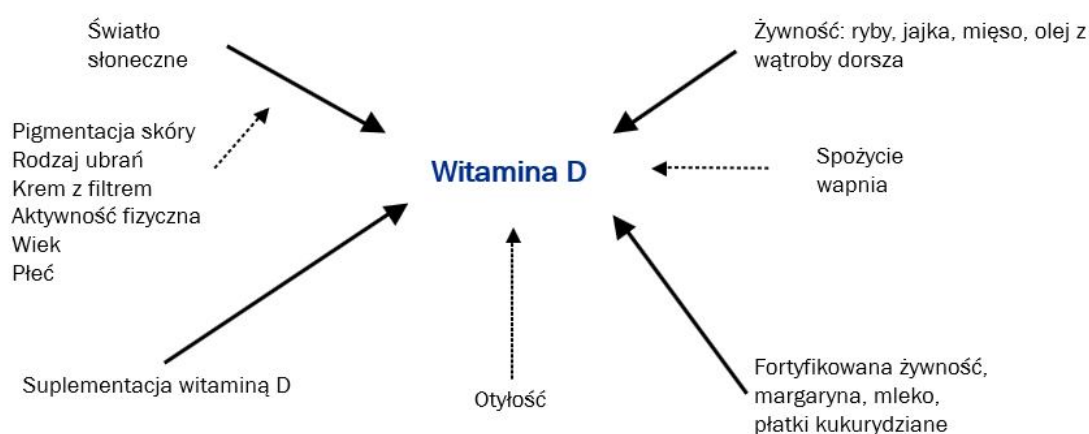 Światło
słoneczne
Żywność: ryby, jajka, mięso, olej z
wątroby dorsza
Pigmentacja skóry
Rodzaj ubrań
Krem z filtrem
Aktywność fizyczna
Wiek
Płeć
Witamina D
Spożycie
wapnia
Suplementacja witaminą D
Otyłość
Fortyfikowana żywność,
margaryna, mleko,
płatki kukurydziane